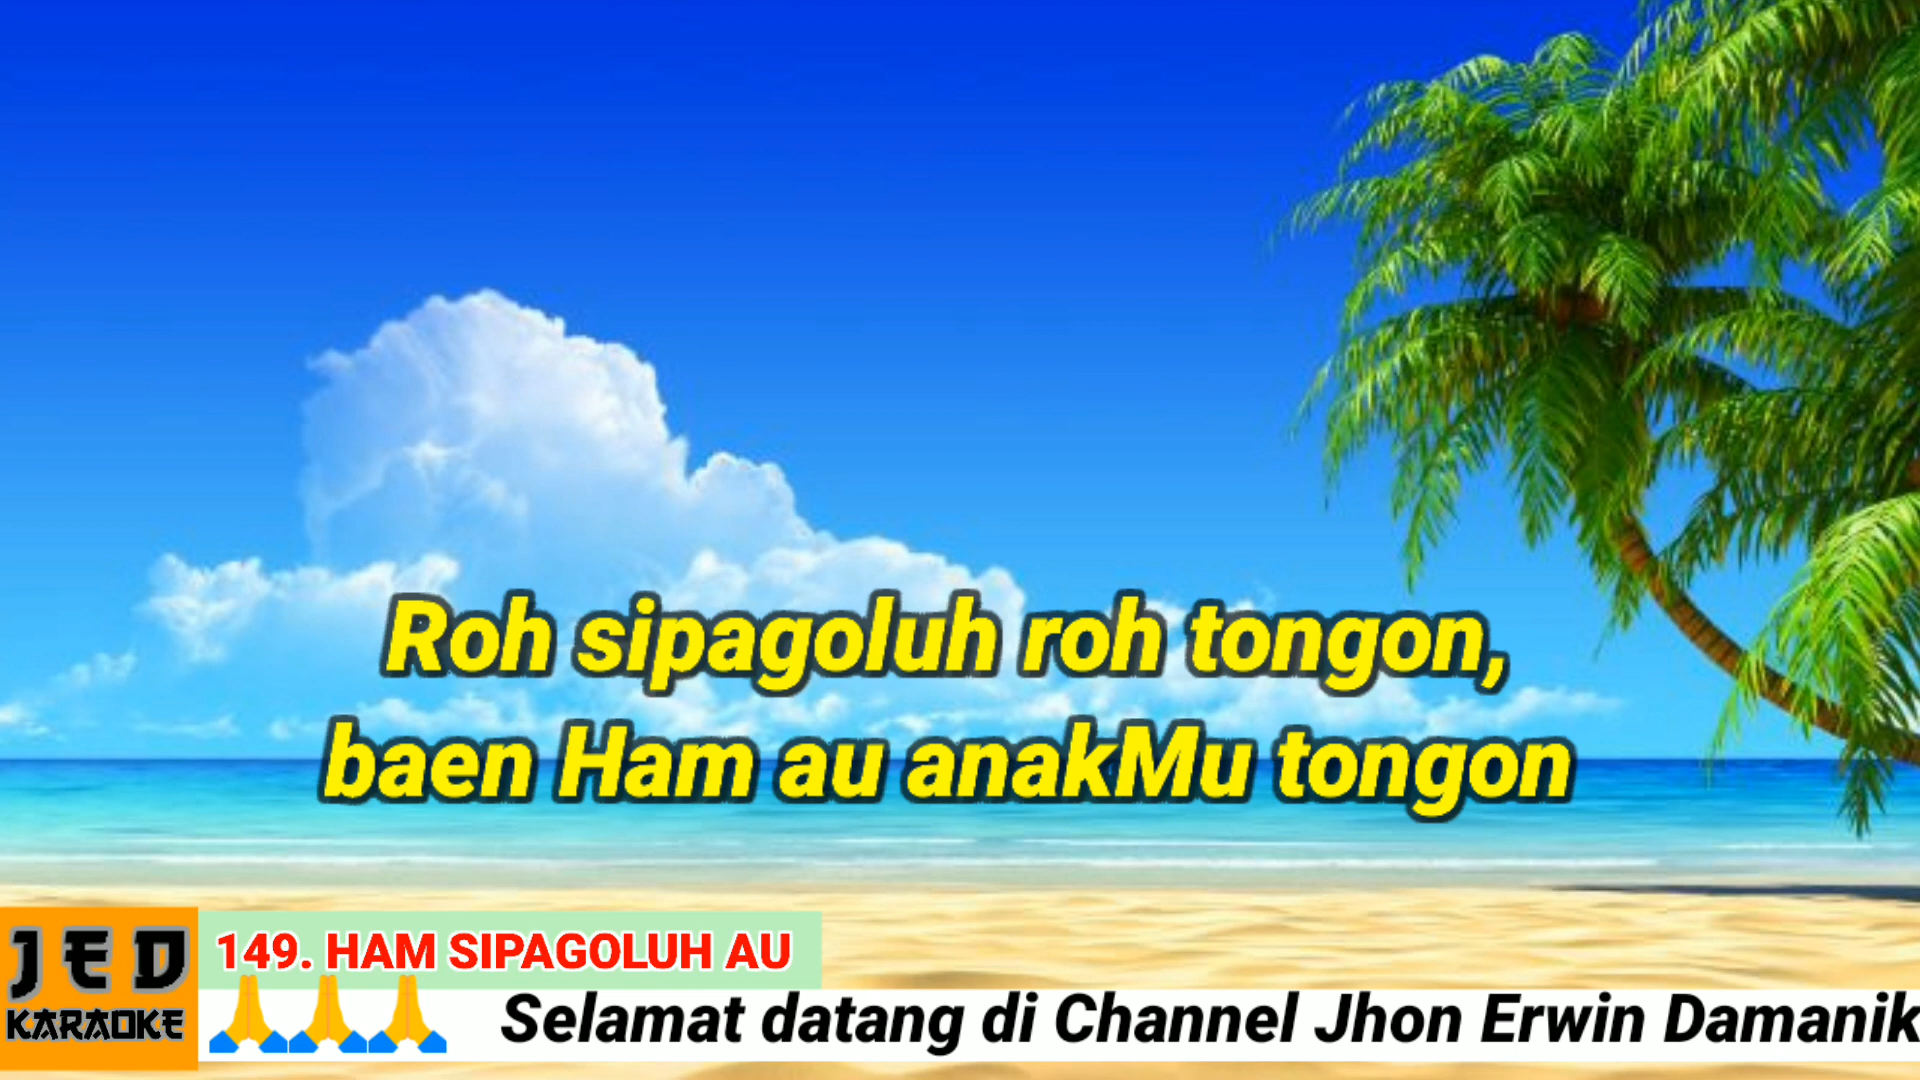 Roh sipagoluh roh tongon,
baen Ham au anakMu tongon
JED
KARAOKE
149. HAM SIPAGOLUH AU
🙏🙏🙏 Selamat datang di Channel Jhon Erwin Damanik